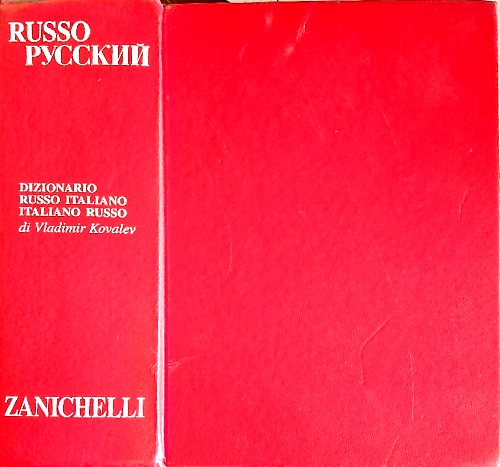 RUSSO
РУССКИЙ
DIZIONARIO
RUSSO ITALIANO
ITALIANO RUSSO
di Vladimir Kovalev
ZANICHELLI